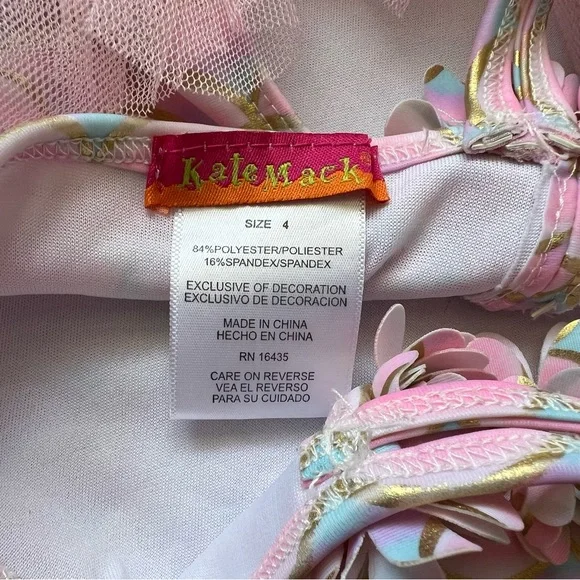 Kate Mack
SIZE 4
84%POLYESTER/POLIESTER
16%SPANDEX/SPANDEX
EXCLUSIVE OF DECORATION
EXCLUSIVO DE DECORACION
MADE IN CHINA
HECHO EN CHINA
RN 16435
CARE ON REVERSE
VEA EL REVERSO
PARA SU CUIDADO